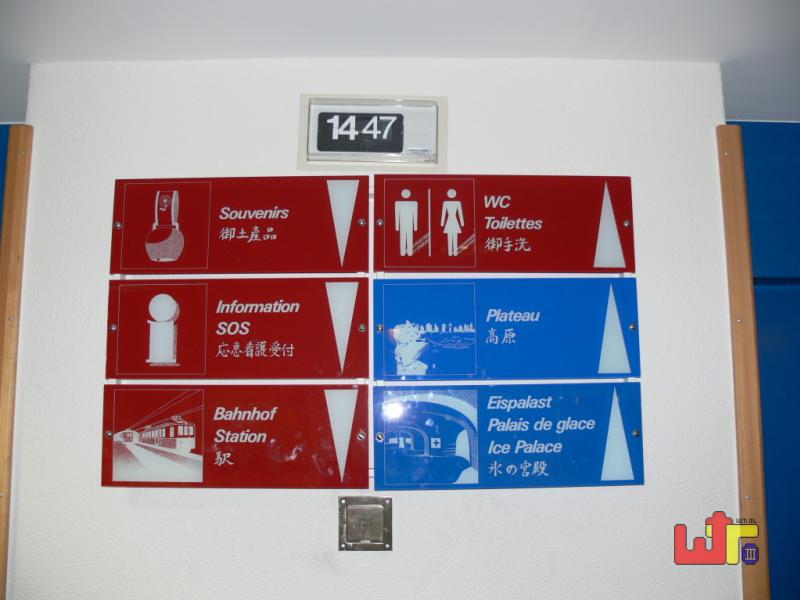 14 47
Souvenirs
御土産品
WC
Toilettes
御手洗
Information
SOS
応急看護受付
Plateau
高原
Bahnhof
Station
駅
Eispalast
Palais de glace
Ice Palace
氷の宮殿